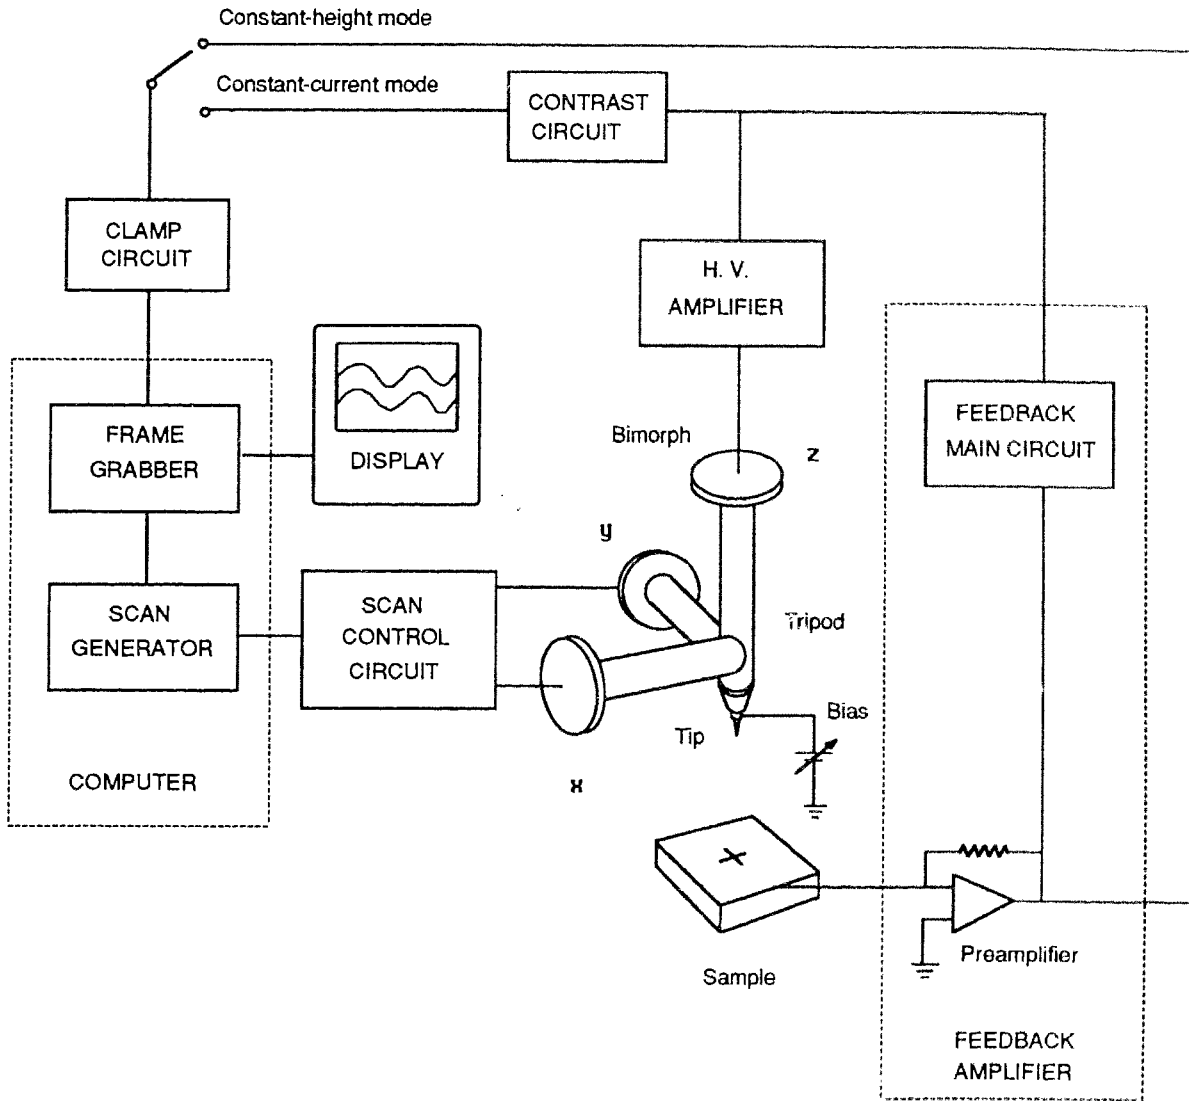 Constant-height mode
Constant-current mode
CONTRAST
CIRCUIT
CLAMP
CIRCUIT
H. V.
AMPLIFIER
FRAME
GRABBER
DISPLAY
FEEDRACK
MAIN CIRCUIT
Bimorph
z
y
SCAN
GENERATOR
SCAN
CONTROL
CIRCUIT
Tripod
Bias
Tip
x
COMPUTER
Sample
Preamplifier
FEEDBACK
AMPLIFIER